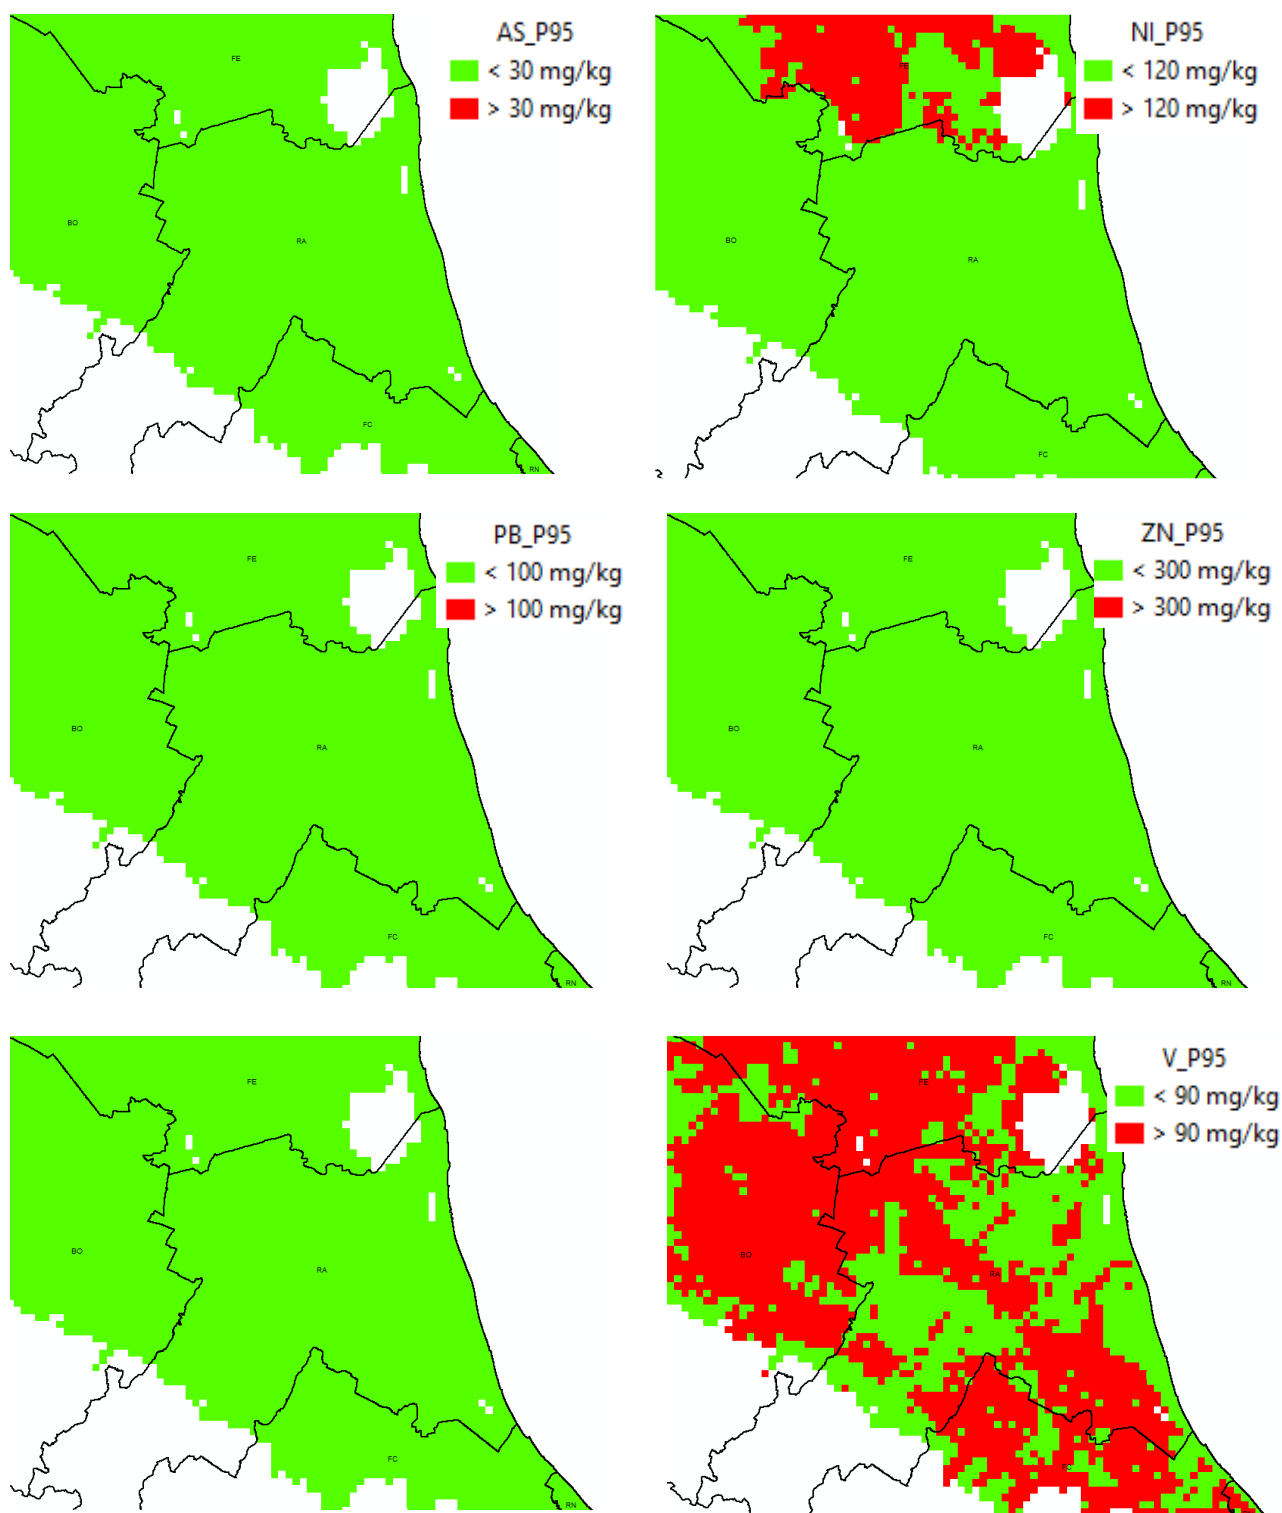 AS_P95
< 30 mg/kg
> 30 mg/kg
FE
BO
RA
FC
RN
NI_P95
< 120 mg/kg
> 120 mg/kg
FE
BO
RA
FC
PB_P95
< 100 mg/kg
> 100 mg/kg
FE
BO
RA
FC
RN
ZN_P95
< 300 mg/kg
> 300 mg/kg
FE
BO
RA
FC
RN
FE
BO
RA
FC
RN
V_P95
< 90 mg/kg
> 90 mg/kg
FE
BO
RA
FC